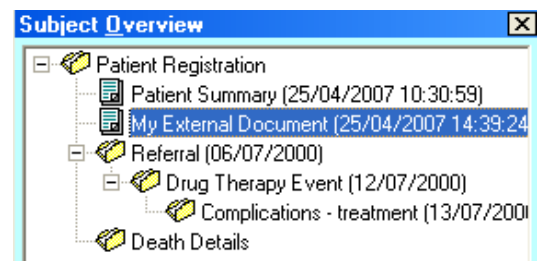 Subject Overview
Patient Registration
Patient Summary (25/04/2007 10:30:59)
My External Document (25/04/2007 14:39:24
Referral (06/07/2000)
Drug Therapy Event (12/07/2000)
Complications - treatment (13/07/200
Death Details